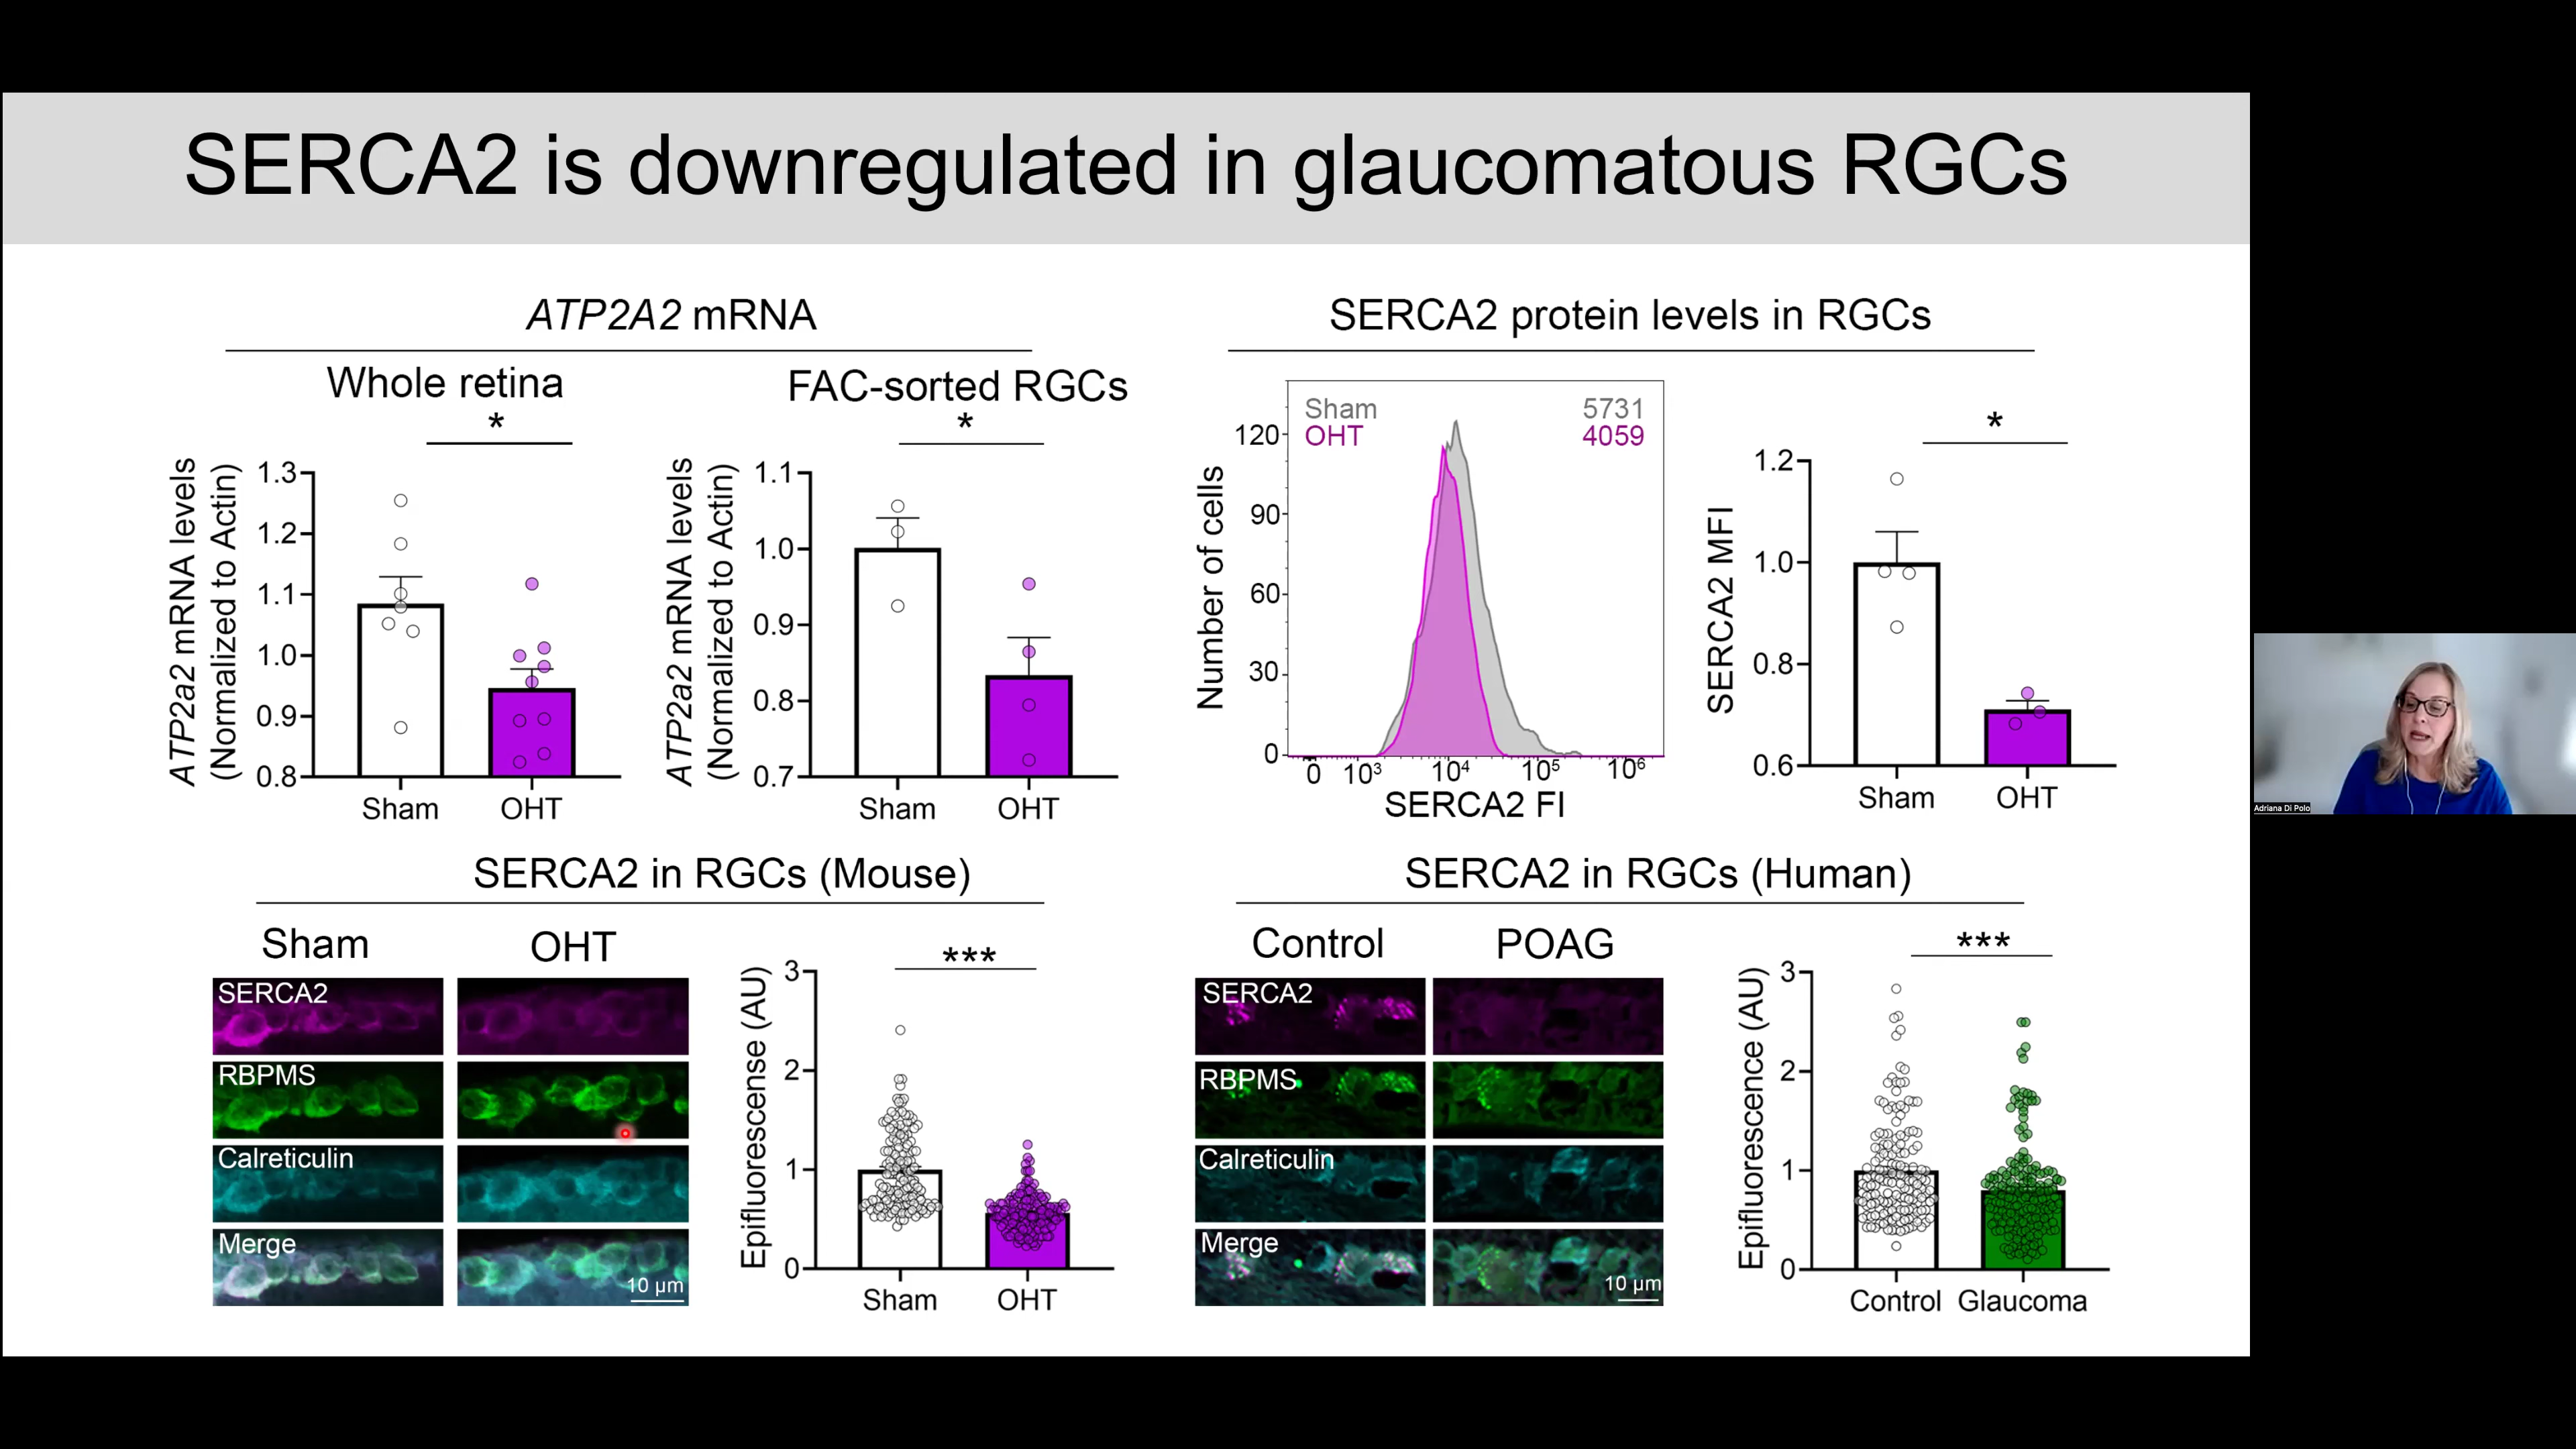 SERCA2 is downregulated in glaucomatous RGCs
ATP2A2 mRNA
Whole retina
*
ATP2a2 mRNA levels
(Normalized to Actin)
1.3
1.2
1.1
1.0
0.9
0.8
Sham
OHT
FAC-sorted RGCs
*
ATP2a2 mRNA levels
(Normalized to Actin)
1.1
1.0
0.9
0.8
0.7
Sham
OHT
SERCA2 protein levels in RGCs
Sham 5731
OHT 4059
Number of cells
120
90
60
30
0
0 10³ 10⁴ 10⁵ 10⁶
SERCA2 FI
*
SERCA2 MFI
1.2
1.0
0.8
0.6
Sham
OHT
Adriana Di Polo
SERCA2 in RGCs (Mouse)
Sham
OHT
SERCA2
RBPMS
Calreticulin
Merge
10 µm
***
Epifluorescense (AU)
3
2
1
0
Sham
OHT
SERCA2 in RGCs (Human)
Control
POAG
SERCA2
RBPMS
Calreticulin
Merge
10 µm
***
Epifluorescence (AU)
3
2
1
0
Control
Glaucoma